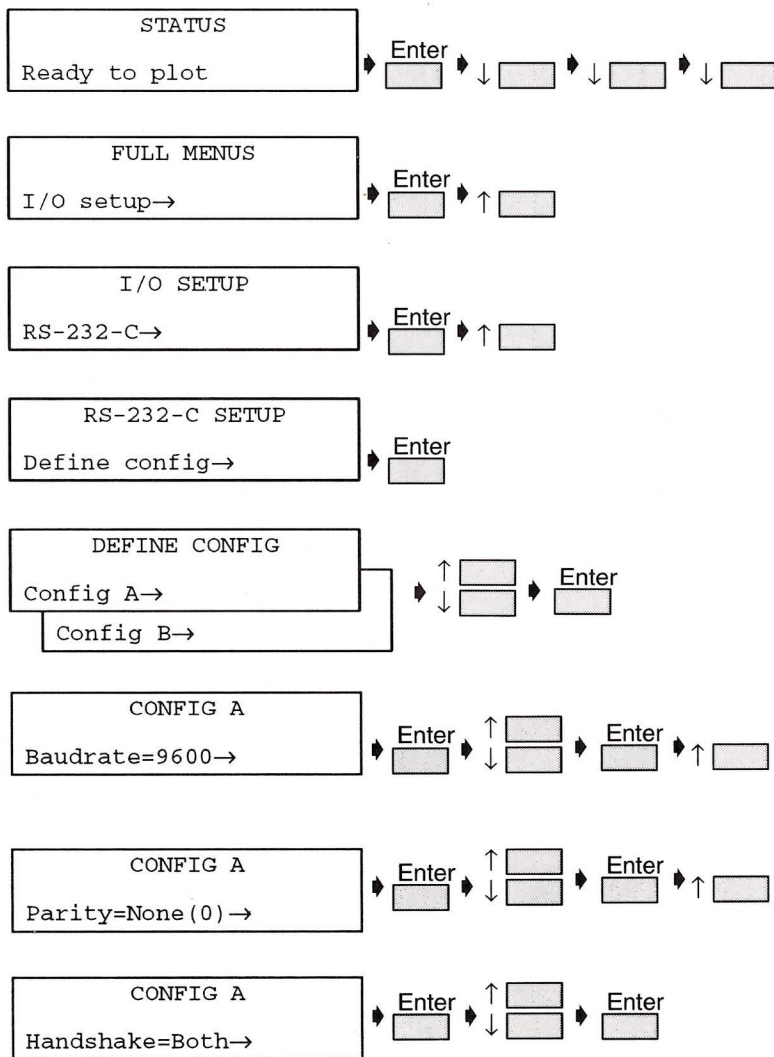 STATUS
Ready to plot
Enter
↓ ↓ ↓
FULL MENUS
I/O setup→
Enter
↑
I/O SETUP
RS-232-C→
Enter
↑
RS-232-C SETUP
Define config→
Enter
DEFINE CONFIG
Config A→
Config B→
↑
↓
Enter
CONFIG A
Baudrate=9600→
Enter
↑
↓
Enter
↑
CONFIG A
Parity=None(0)→
Enter
↑
↓
Enter
↑
CONFIG A
Handshake=Both→
Enter
↑
↓
Enter